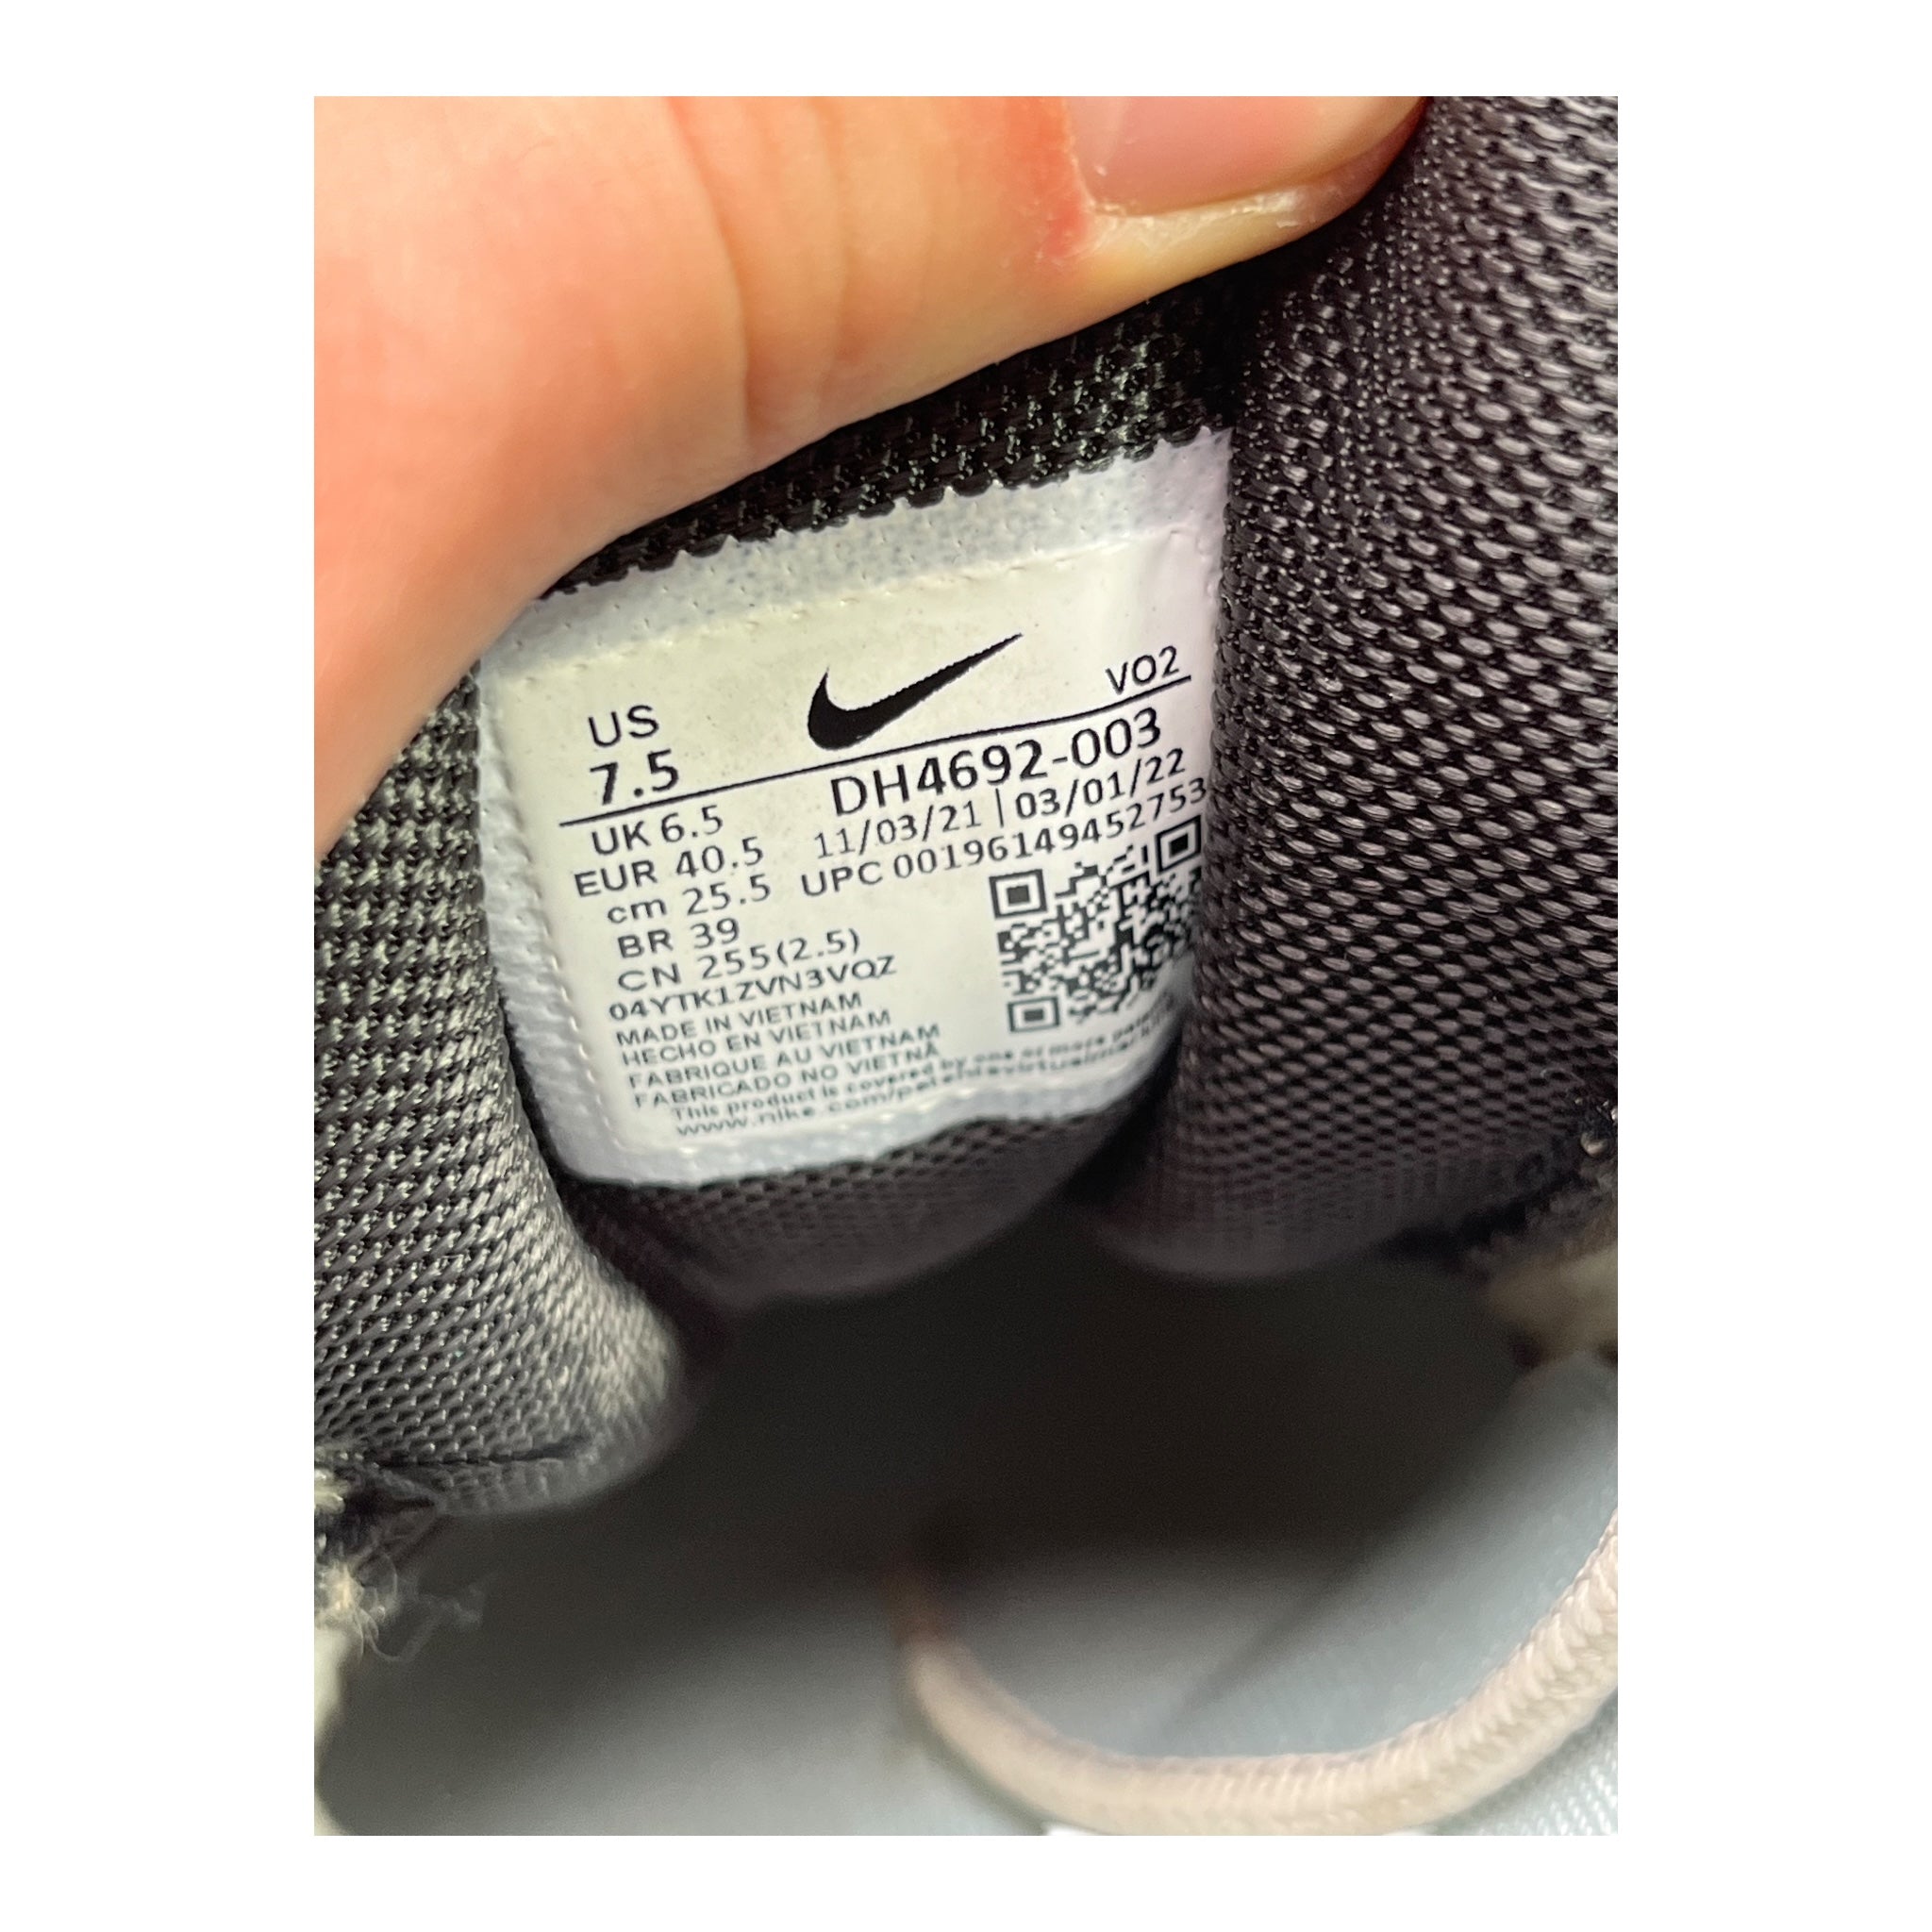 US
7.5
VO2
DH4692-003
UK 6.5
11/03/21 | 03/01/22
EUR 40.5
UPC 00196149452753
cm 25.5
BR 39
CN 255(2.5)
04YTK1ZVN3VQZ
MADE IN VIETNAM
HECHO EN VIETNAM
FABRIQUE AU VIETNAM
FABRICADO NO VIETNÃ
This product is covered by one or more
www.nike.com/patents